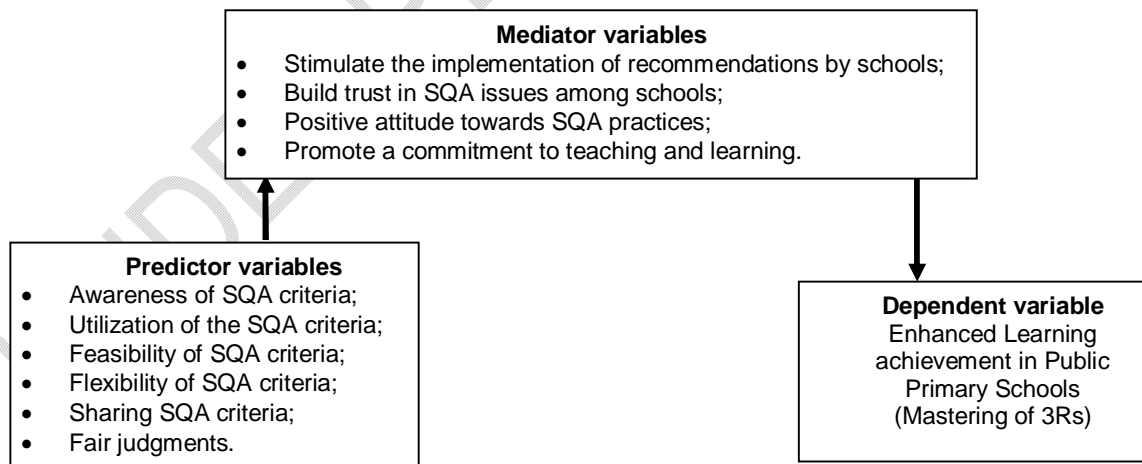 Mediator variables
• Stimulate the implementation of recommendations by schools;
• Build trust in SQA issues among schools;
• Positive attitude towards SQA practices;
• Promote a commitment to teaching and learning.
Predictor variables
• Awareness of SQA criteria;
• Utilization of the SQA criteria;
• Feasibility of SQA criteria;
• Flexibility of SQA criteria;
• Sharing SQA criteria;
• Fair judgments.
Dependent variable
Enhanced Learning
achievement in Public
Primary Schools
(Mastering of 3Rs)